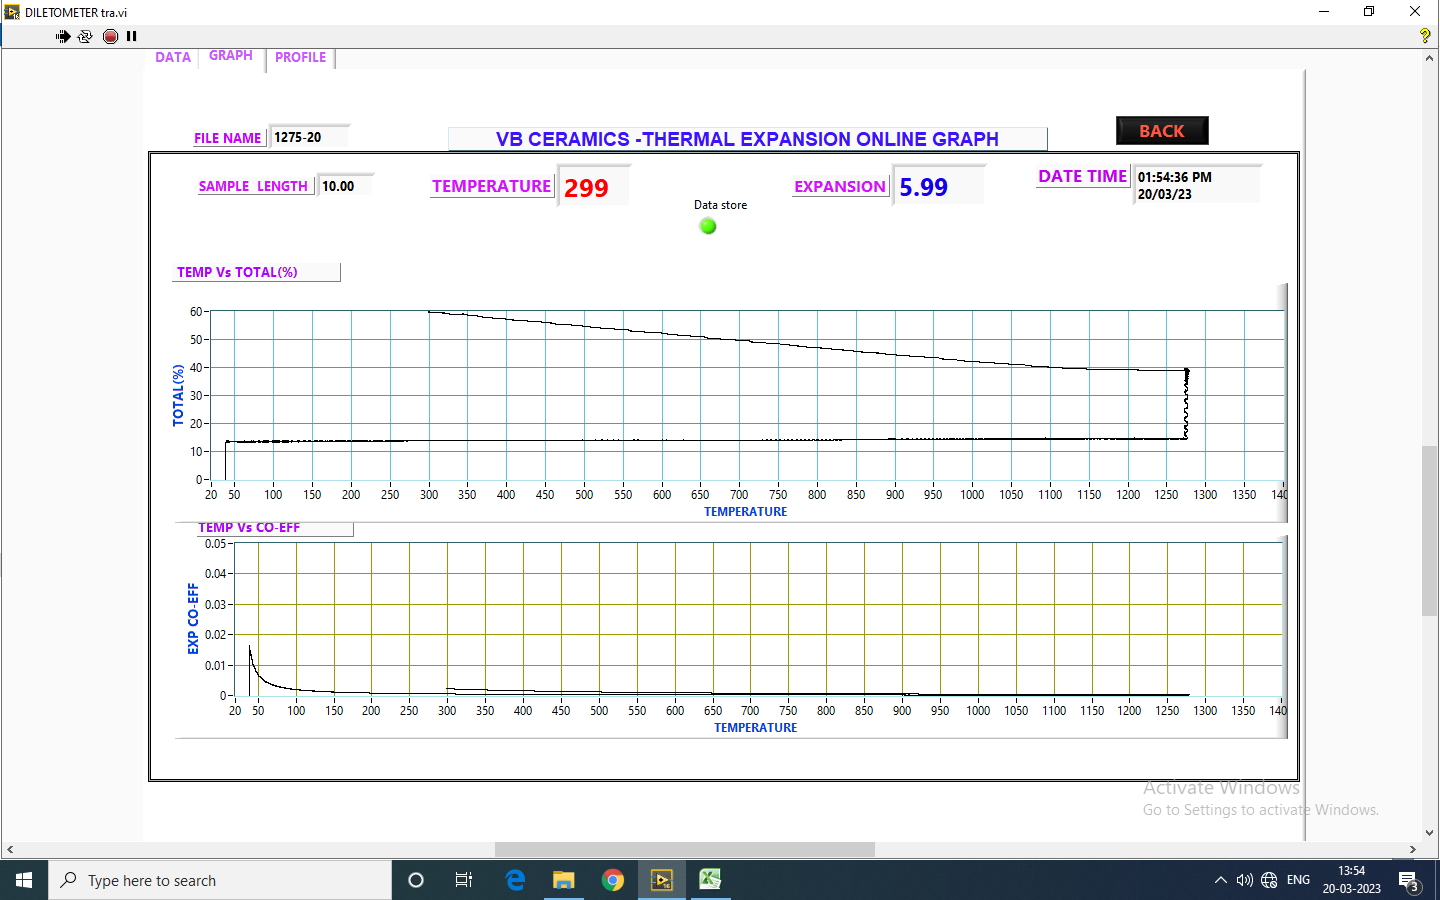 DILETOMETER tra.vi
DATA GRAPH PROFILE
FILE NAME 1275-20
VB CERAMICS -THERMAL EXPANSION ONLINE GRAPH
BACK
SAMPLE LENGTH 10.00
TEMPERATURE 299
Data store
EXPANSION 5.99
DATE TIME 01:54:36 PM
20/03/23
TEMP Vs TOTAL(%)
TOTAL(%)
60
50
40
30
20
10
0
20 50 100 150 200 250 300 350 400 450 500 550 600 650 700 750 800 850 900 950 1000 1050 1100 1150 1200 1250 1300 1350 140
TEMPERATURE
TEMP Vs CO-EFF
EXP CO-EFF
0.05
0.04
0.03
0.02
0.01
0
20 50 100 150 200 250 300 350 400 450 500 550 600 650 700 750 800 850 900 950 1000 1050 1100 1150 1200 1250 1300 1350 140
TEMPERATURE
Activate Windows
Go to Settings to activate Windows.
Type here to search
16
ENG
13:54
20-03-2023
3